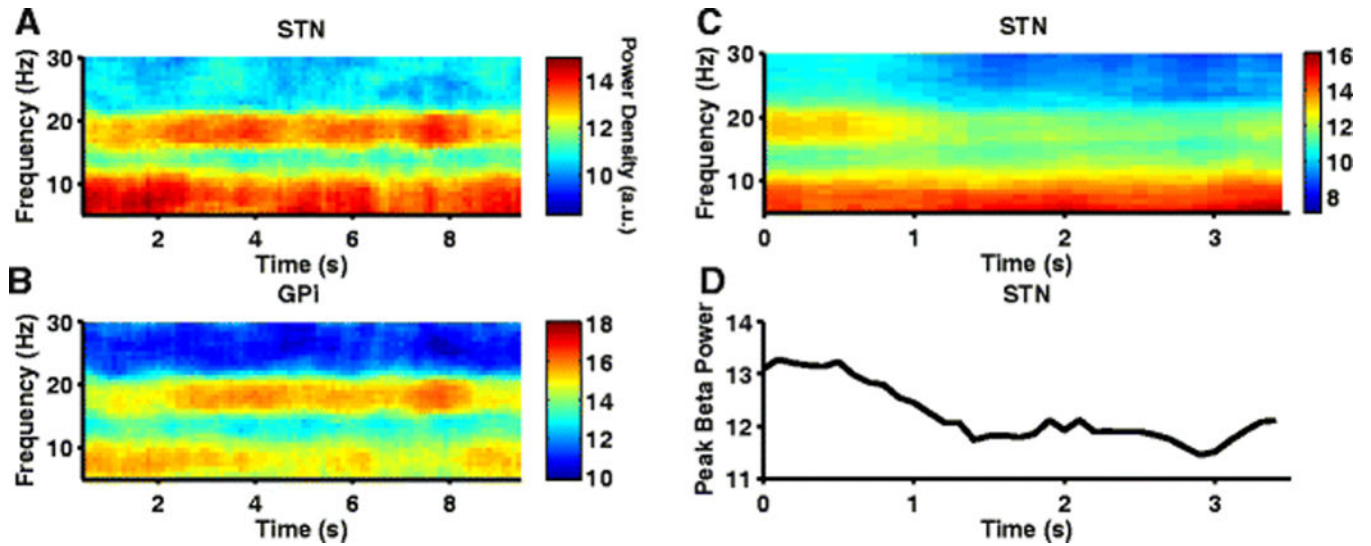 A
STN
Frequency (Hz)
30
20
10
2
4
6
8
Time (s)
14
12
10
Power Density (a.u.)
B
GPi
Frequency (Hz)
30
20
10
2
4
6
8
Time (s)
18
16
14
12
10
C
STN
Frequency (Hz)
30
20
10
0
1
2
3
Time (s)
16
14
12
10
8
D
STN
Peak Beta Power
14
13
12
11
0
1
2
3
Time (s)